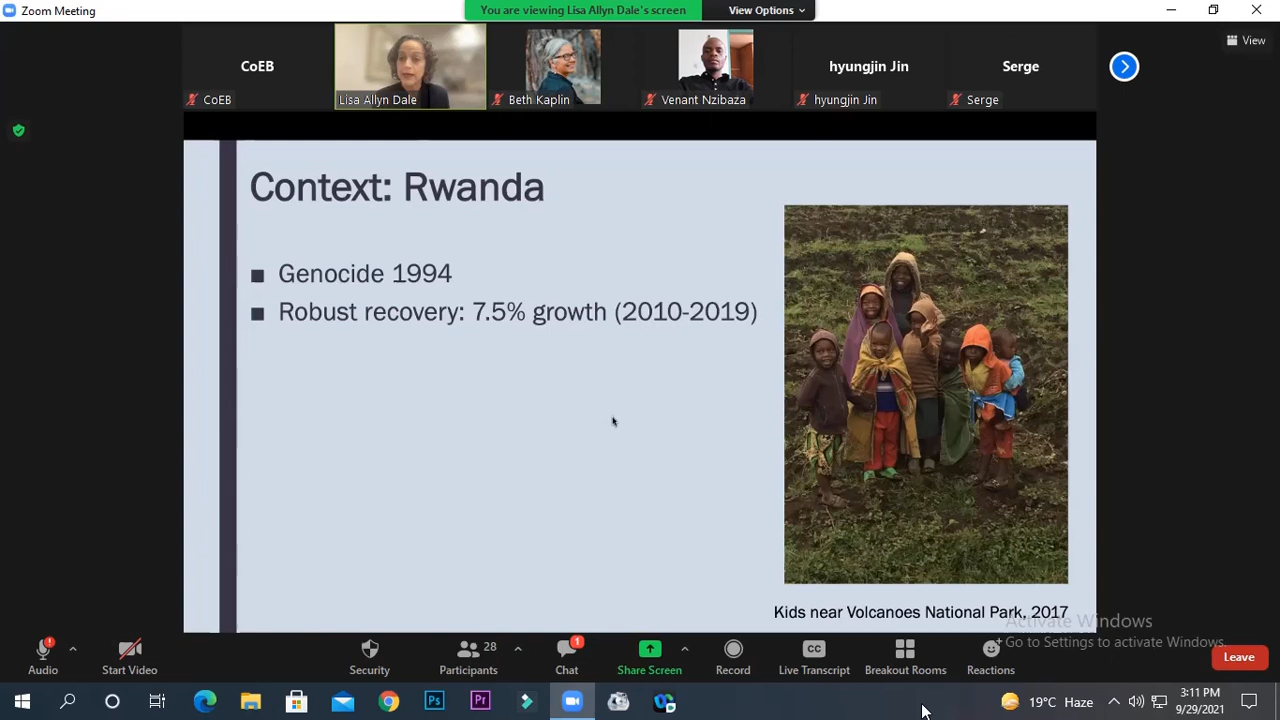 Zoom Meeting
You are viewing Lisa Allyn Dale's screen
View Options
View
CoEB
hyungjin Jin
Serge
CoEB
Lisa Allyn Dale
Beth Kaplin
Venant Nzibaza
hyungjin Jin
Serge
Context: Rwanda
Genocide 1994
Robust recovery: 7.5% growth (2010-2019)
Kids near Volcanoes National Park, 2017
Activate Windows
Go to Settings to activate Windows.
Audio
Start Video
Security
28
Participants
1
Chat
Share Screen
Record
CC
Live Transcript
Breakout Rooms
Reactions
Leave
Ps
Pr
19°C Haze
3:11 PM
9/29/2021